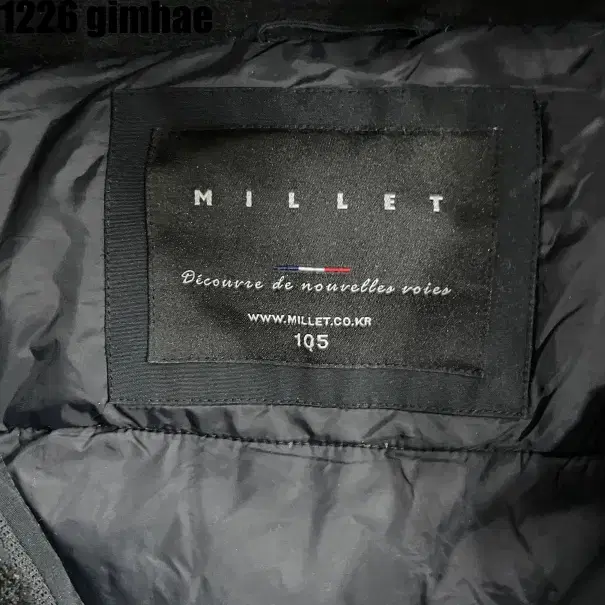 1226 gimhae
MILLET
Découvre de nouvelles voies
WWW.MILLET.CO.KR
105